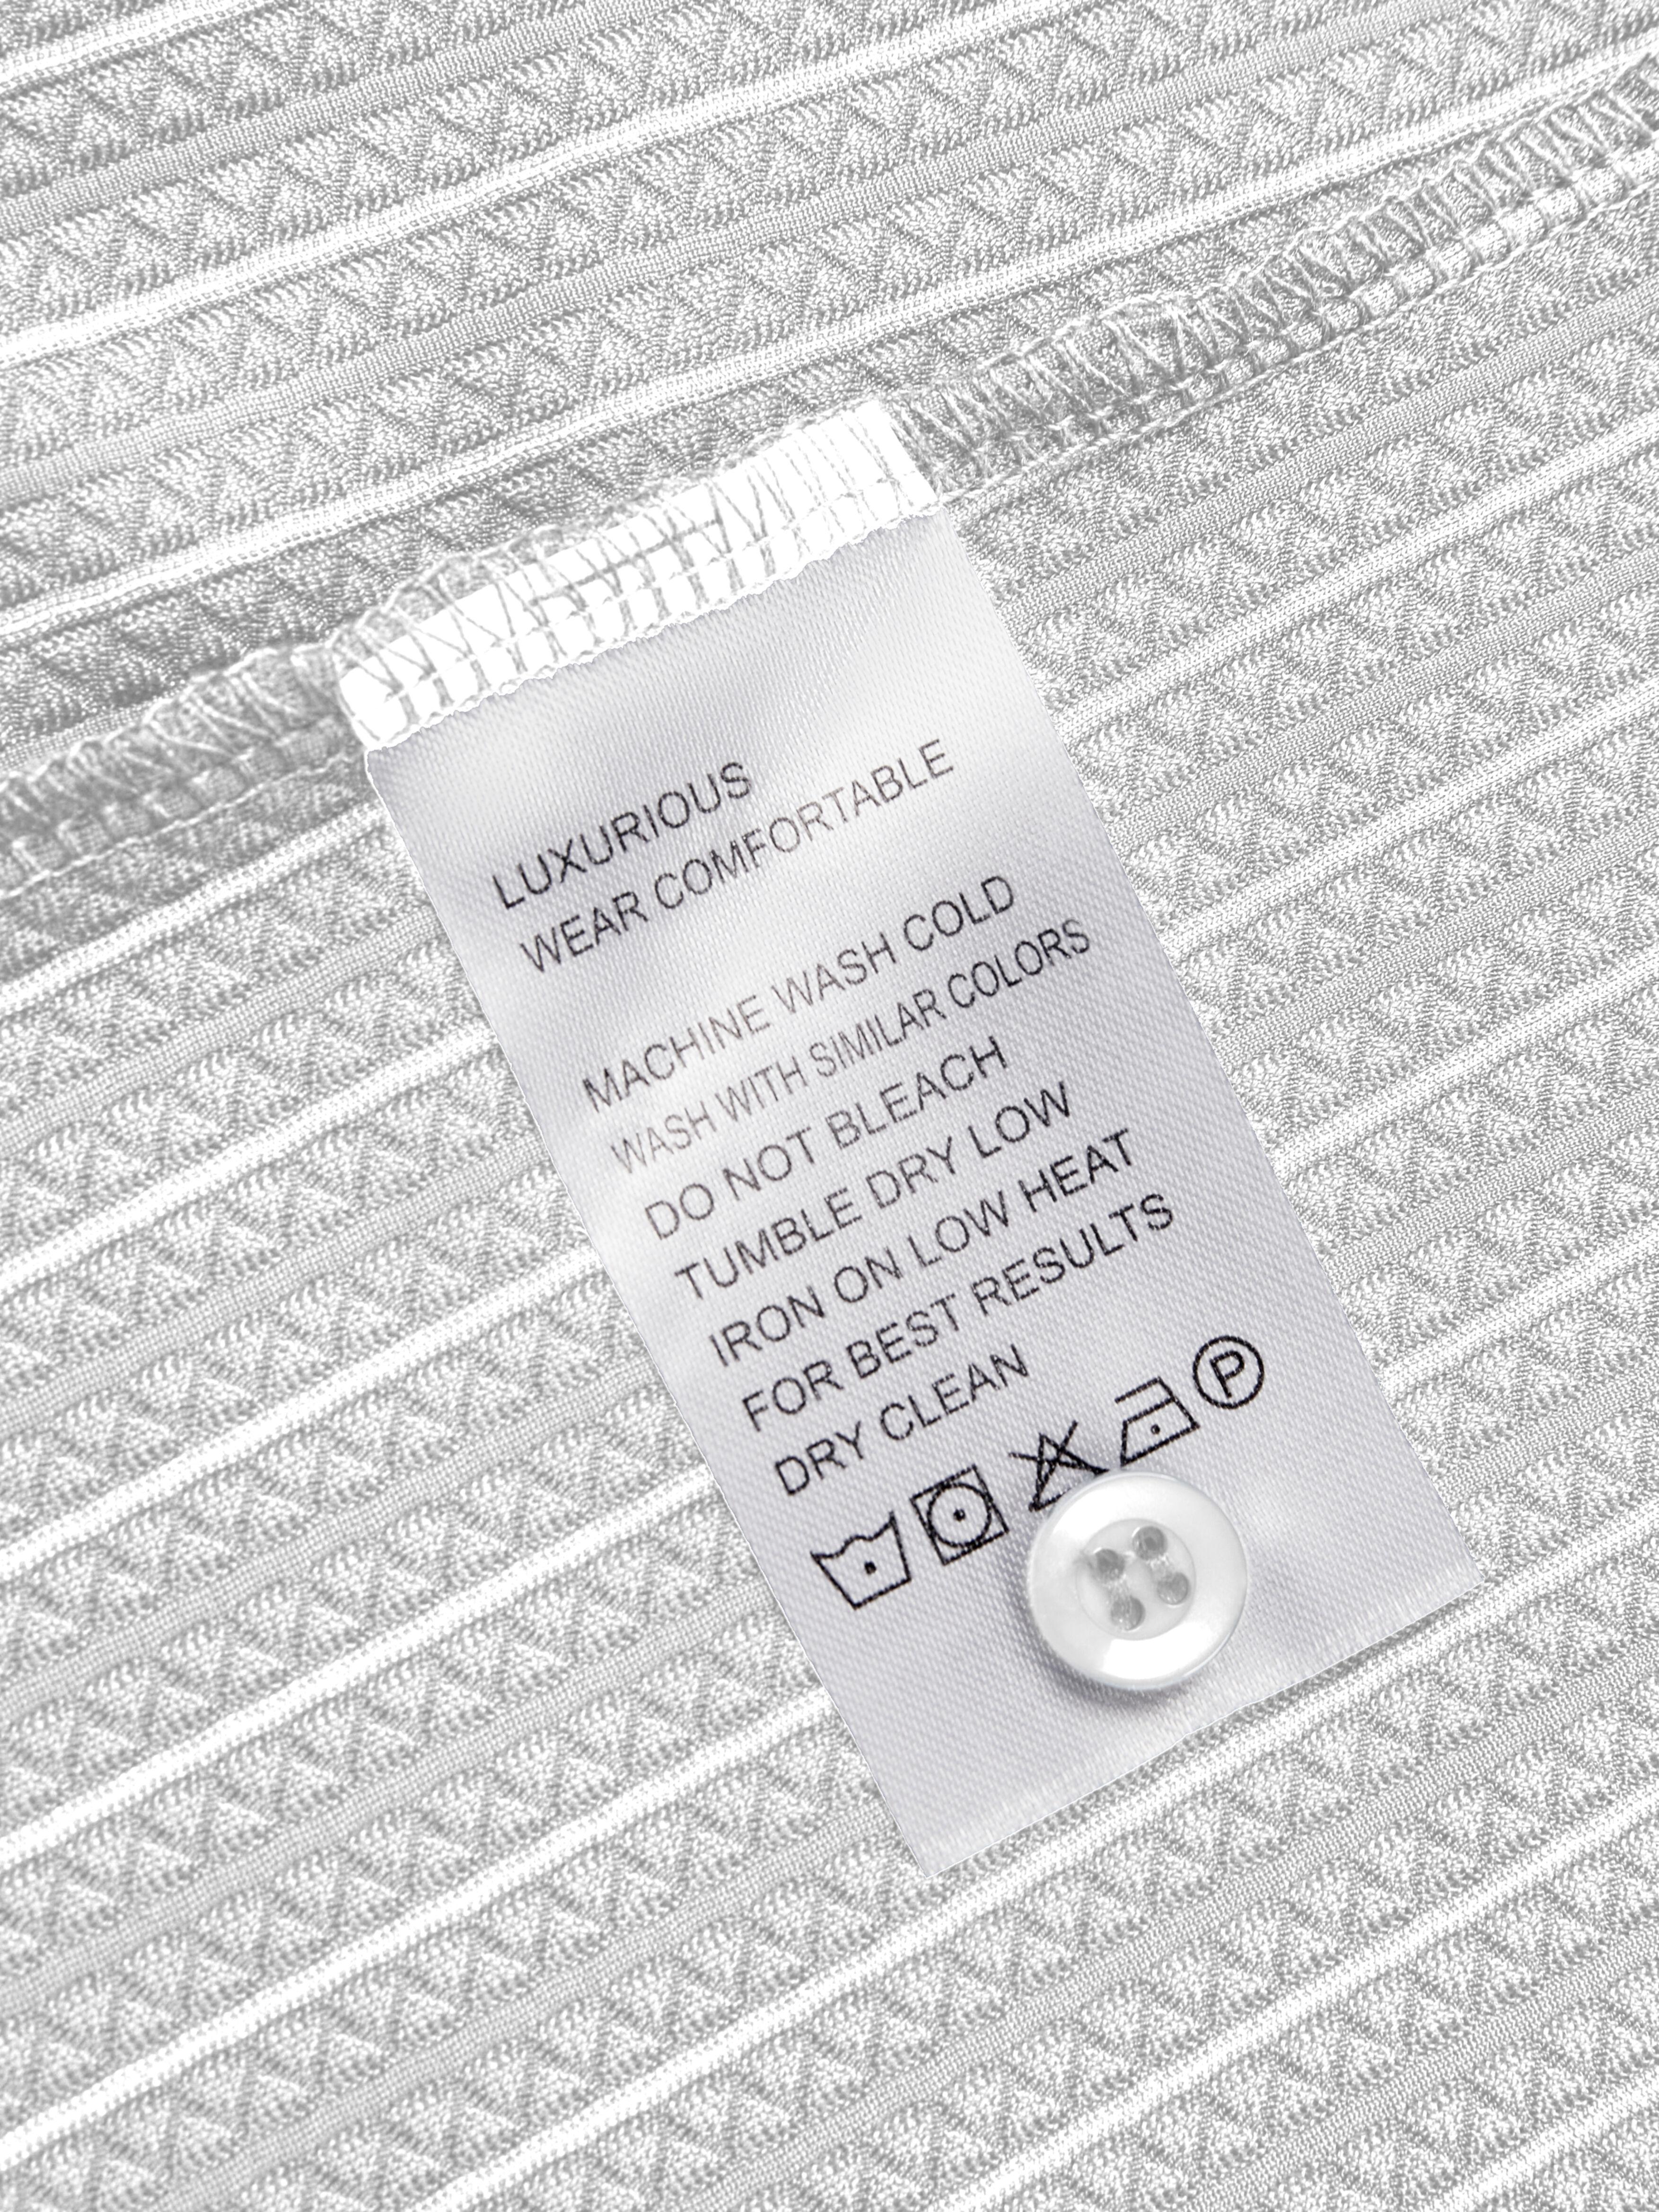 LUXURIOUS
WEAR COMFORTABLE
MACHINE WASH COLD
WASH WITH SIMILAR COLORS
DO NOT BLEACH
TUMBLE DRY LOW
IRON ON LOW HEAT
FOR BEST RESULTS
DRY CLEAN
P